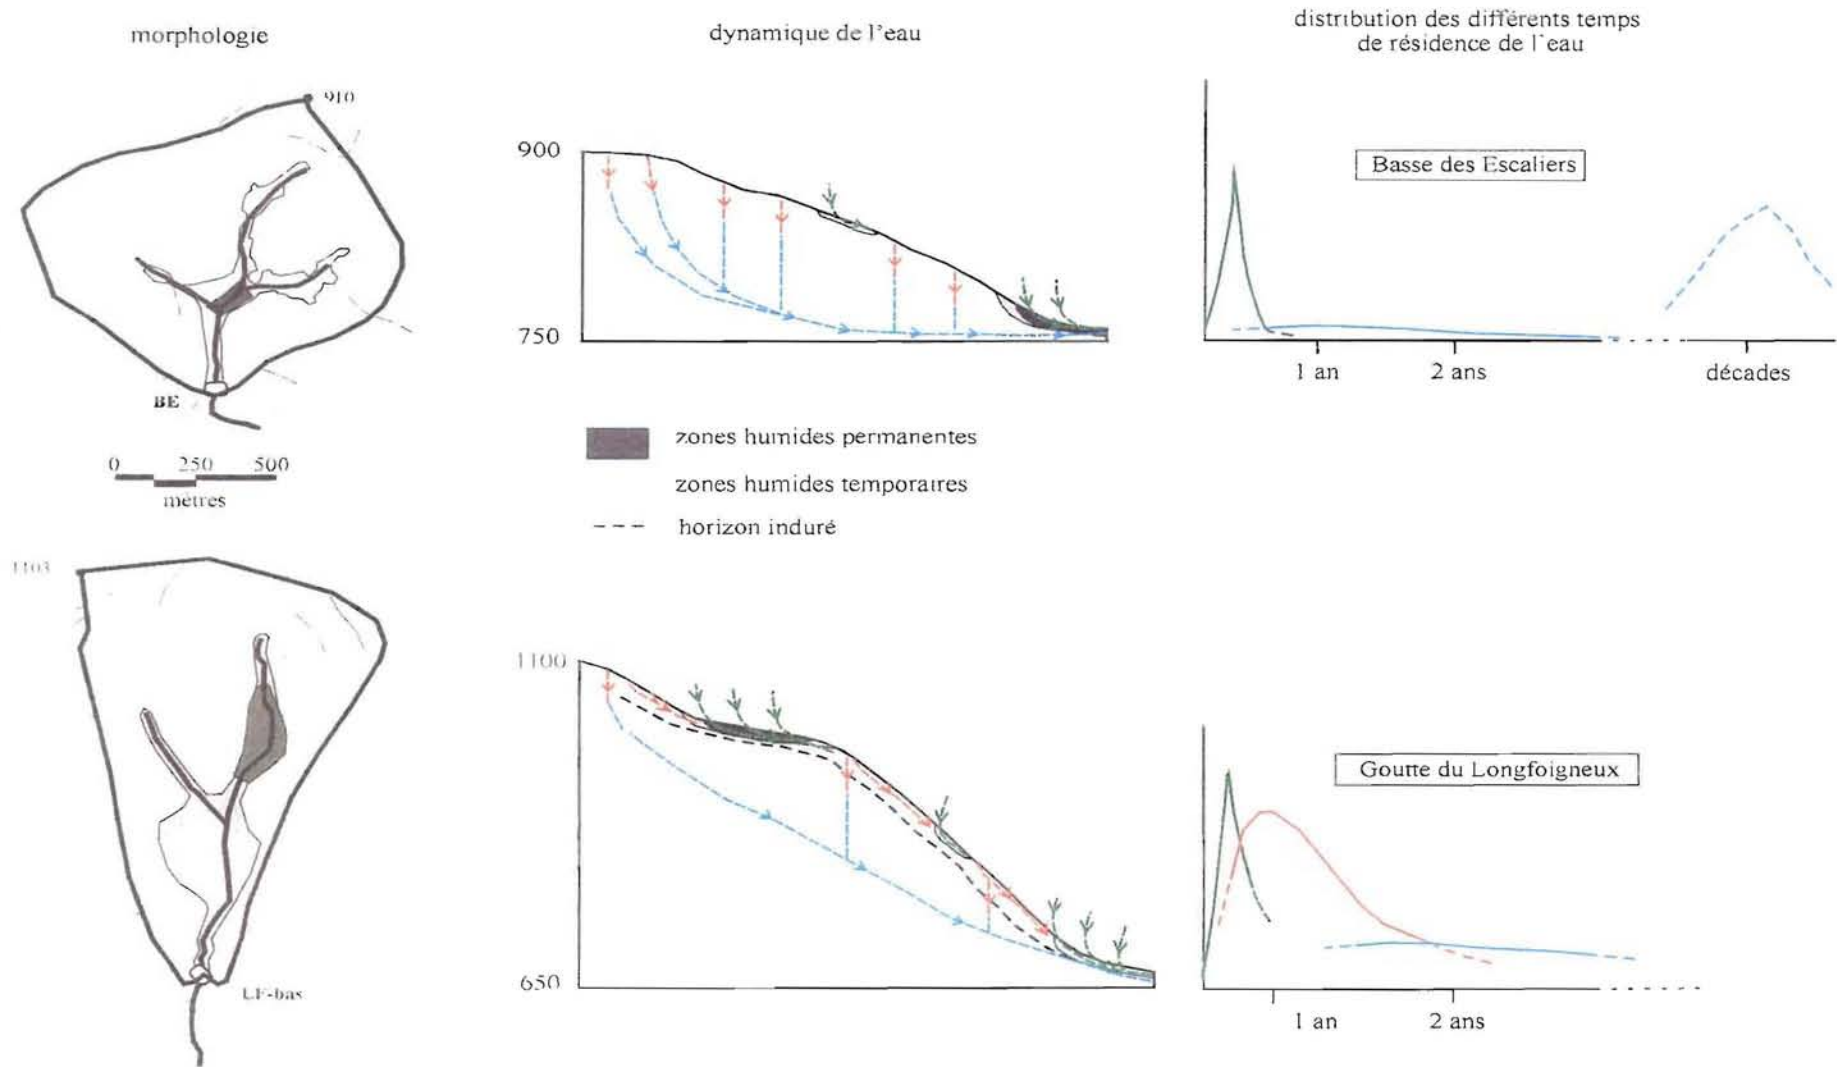 morphologie
dynamique de l'eau
distribution des différents temps
de résidence de l'eau
910
BE
0 250 500
mètres
900
750
Basse des Escaliers
1 an 2 ans décades
zones humides permanentes
zones humides temporaires
horizon induré
1103
LF-bas
1100
650
Goutte du Longfoigneux
1 an 2 ans